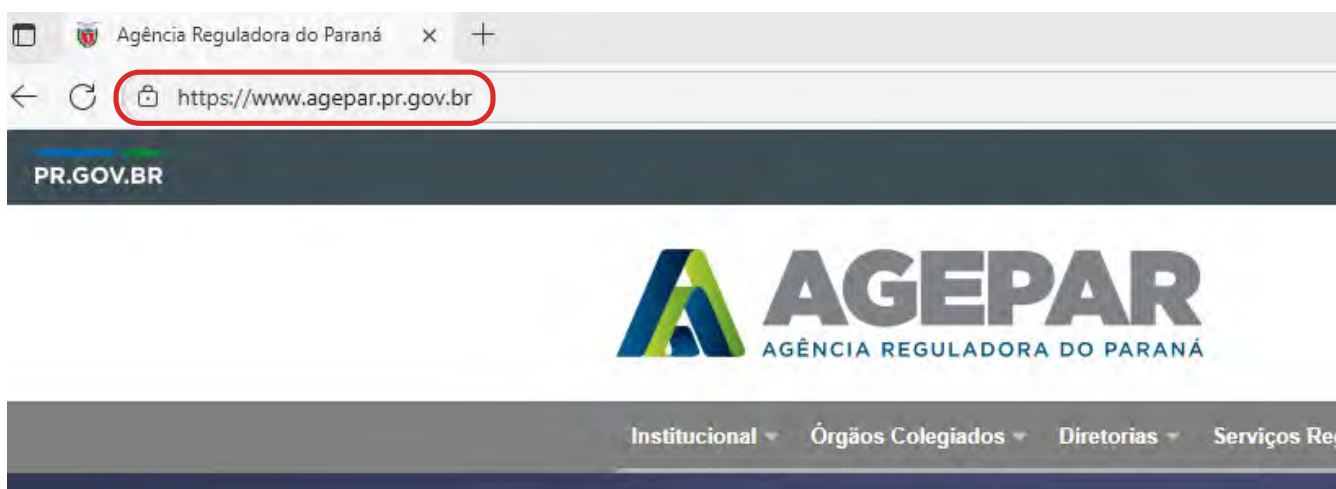 Agência Reguladora do Paraná
https://www.agepar.pr.gov.br
PR.GOV.BR
AGEPAR
AGÊNCIA REGULADORA DO PARANÁ
Institucional Órgãos Colegiados Diretorias Serviços